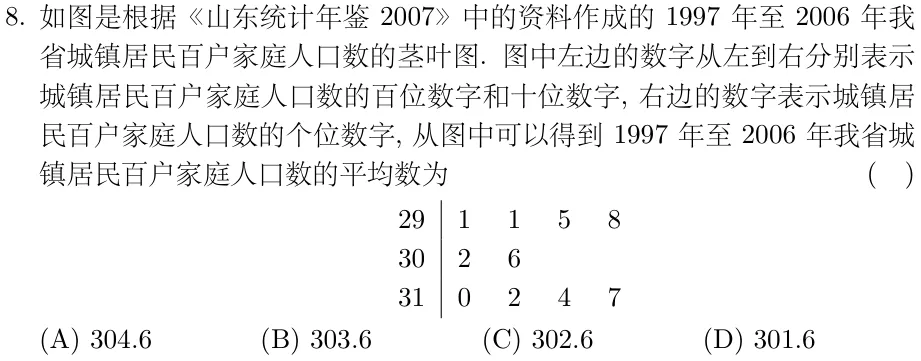 8. 如图是根据《山东统计年鉴 2007》中的资料作成的 1997 年至 2006 年我
省城镇居民百户家庭人口数的茎叶图. 图中左边的数字从左到右分别表示
城镇居民百户家庭人口数的百位数字和十位数字, 右边的数字表示城镇居
民百户家庭人口数的个位数字, 从图中可以得到 1997 年至 2006 年我省城
镇居民百户家庭人口数的平均数为 ( )
29 | 1 1 5 8
30 | 2 6
31 | 0 2 4 7
(A) 304.6 (B) 303.6 (C) 302.6 (D) 301.6